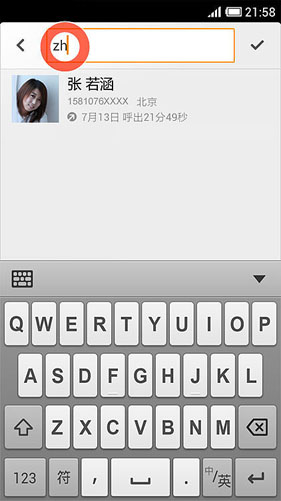 21:58
zh
张 若涵
1581076XXXX 北京
7月13日 呼出21分49秒
Q W E R T Y U I O P
A S D F G H J K L
Z X C V B N M
123 符 , . 中/英